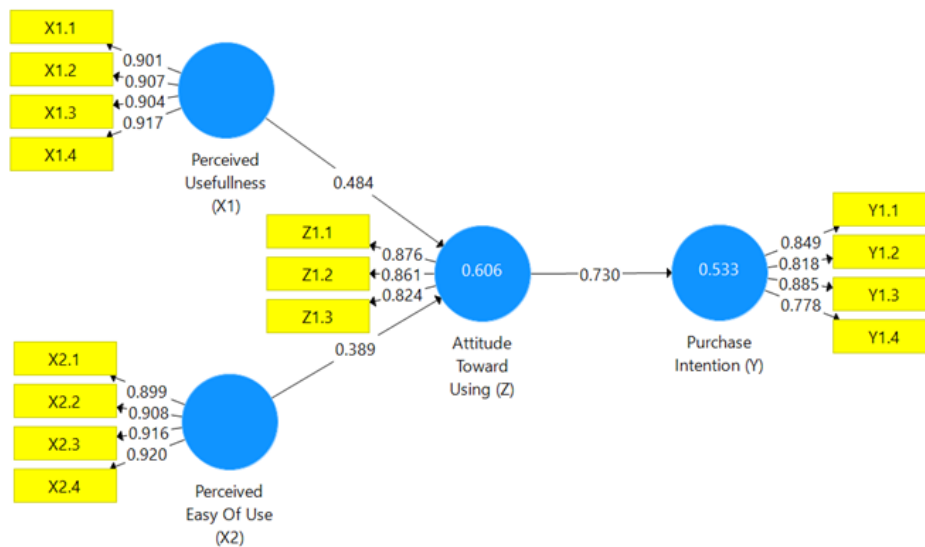 X1.1
X1.2
X1.3
X1.4
0.901
0.907
0.904
0.917
Perceived
Usefullness
(X1)
0.484
Z1.1
Z1.2
Z1.3
0.876
0.861
0.824
0.606
Attitude
Toward
Using (Z)
0.730
0.533
Purchase
Intention (Y)
0.849
0.818
0.885
0.778
Y1.1
Y1.2
Y1.3
Y1.4
0.389
X2.1
X2.2
X2.3
X2.4
0.899
0.908
0.916
0.920
Perceived
Easy Of Use
(X2)